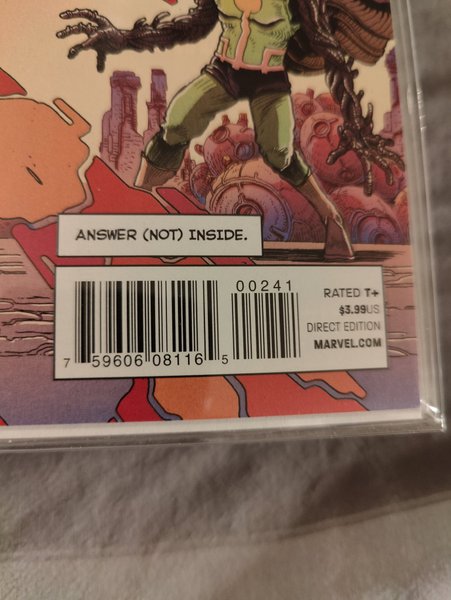 ANSWER (NOT) INSIDE.
00241
7 59606 08116 5
RATED T+
$3.99US
DIRECT EDITION
MARVEL.COM